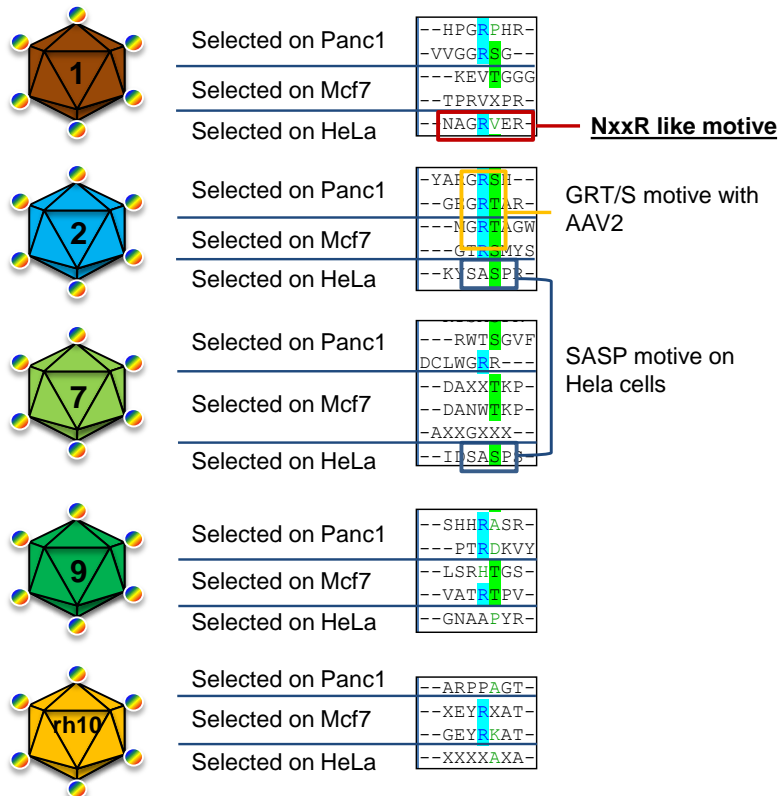 1
Selected on Panc1
--HPGRPHR-
-VVGGRSG--
Selected on Mcf7
---KEVTGGG
--TPRVXPR-
Selected on HeLa
--NAGRVER-
NxxR like motive
2
Selected on Panc1
-YARGRSH--
--GEGRTAR-
Selected on Mcf7
---NGRTAGW
---GTRSMYS
Selected on HeLa
--KYSASPR-
GRT/S motive with
AAV2
7
Selected on Panc1
---RWTSGVF
DCLWGRR---
Selected on Mcf7
--DAXXTKP-
--DANWTKP-
-AXXGXXX--
Selected on HeLa
--IDSASPS-
SASP motive on
Hela cells
9
Selected on Panc1
--SHHRASR-
---PTRDKVY
Selected on Mcf7
--LSRHTGS-
--VATRTPV-
Selected on HeLa
--GNAAPYR-
rh10
Selected on Panc1
--ARPPAGT-
Selected on Mcf7
--XEYRXAT-
--GEYRKAT-
Selected on HeLa
--XXXXAXA-